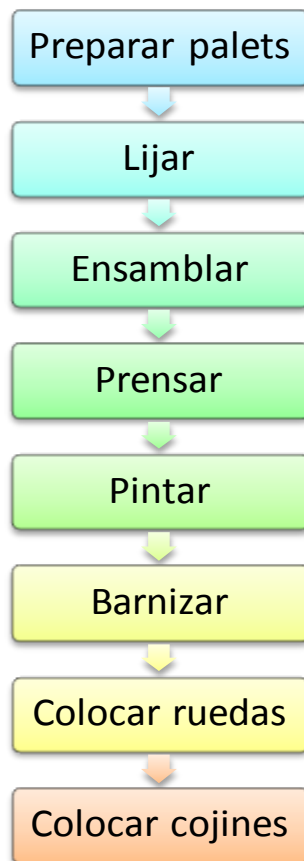 Preparar palets
Lijar
Ensamblar
Prensar
Pintar
Barnizar
Colocar ruedas
Colocar cojines